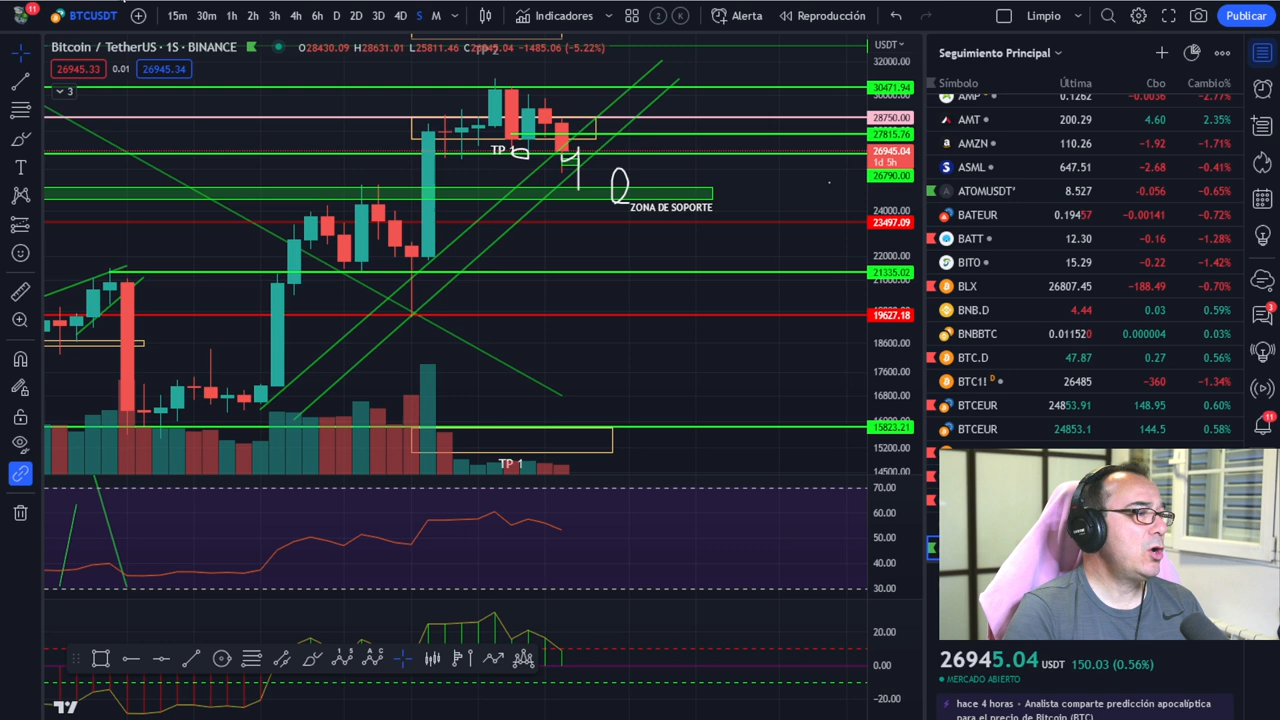 11
BTCUSDT
15m 30m 1h 2h 3h 4h 6h D 2D 3D 4D S M
Indicadores
2 K
Alerta
Reproducción
Limpio
Publicar
Bitcoin / TetherUS · 1S · BINANCE
O28430.09 H28631.01 L25811.46
−1485.06 (−5.22%)
26945.33
0.01
26945.34
3
USDT
32000.00
30471.94
28750.00
27815.76
26945.04
1d 5h
26790.00
24000.00
23497.09
22000.00
21335.02
19627.18
18600.00
17600.00
16800.00
15823.21
15200.00
14500.00
70.00
60.00
50.00
40.00
30.00
20.00
0.00
−20.00
TP 1
ZONA DE SOPORTE
TP 1
Seguimiento Principal
Símbolo Última Cbo Cambio%
AMP 0.1262 −0.0036 −2.77%
AMT 200.29 4.60 2.35%
AMZN 110.26 −1.92 −1.71%
ASML 647.51 −2.68 −0.41%
ATOMUSDT 8.527 −0.056 −0.65%
BATEUR 0.19457 −0.00141 −0.72%
BATT 12.30 −0.16 −1.28%
BITO 15.29 −0.22 −1.42%
BLX 26807.45 −188.49 −0.70%
BNB.D 4.44 0.03 0.59%
BNBBTC 0.011520 0.000004 0.03%
BTC.D 47.87 0.27 0.56%
BTC1! D 26485 −360 −1.34%
BTCEUR 24853.91 148.95 0.60%
BTCEUR 24853.1 144.5 0.58%
3
11
26945.04 USDT 150.03 (0.56%)
MERCADO ABIERTO
hace 4 horas · Analista comparte predicción apocalíptica
para el precio de Bitcoin (BTC)